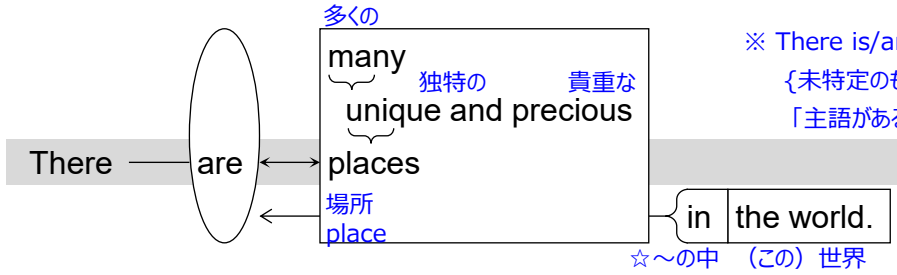 多くの
many
※ There is/ar
独特の 貴重な
{未特定のも
unique and precious
「主語がある
There are places
場所
place
in the world.
☆~の中 （この）世界